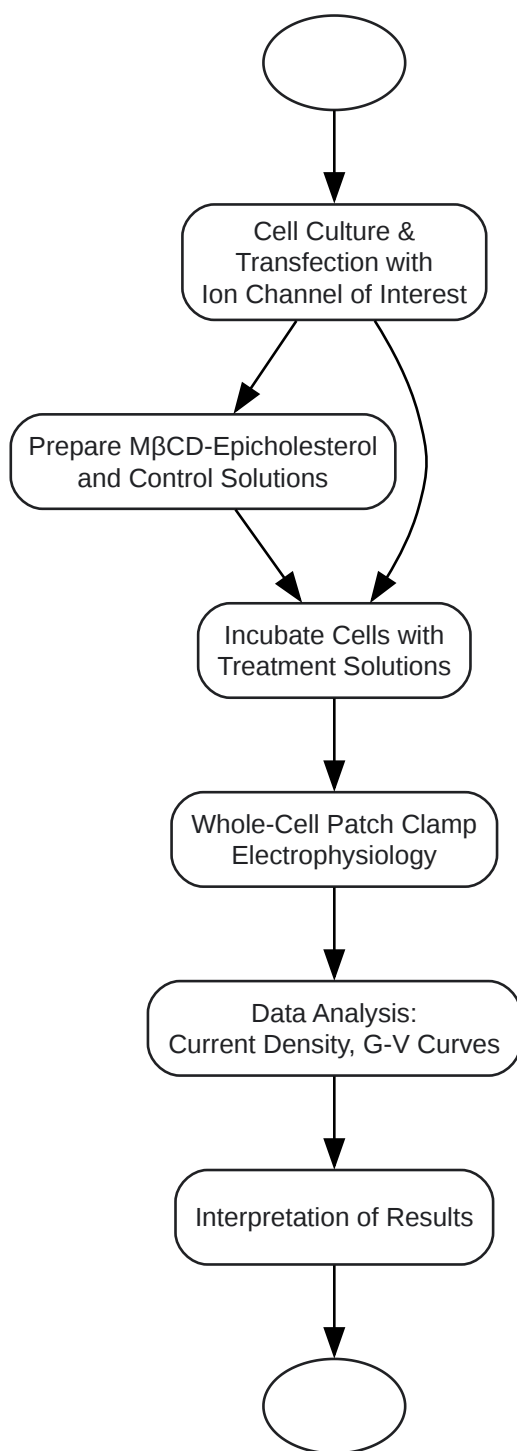 Cell Culture &
Transfection with
Ion Channel of Interest
Prepare MβCD-Epicholesterol
and Control Solutions
Incubate Cells with
Treatment Solutions
Whole-Cell Patch Clamp
Electrophysiology
Data Analysis:
Current Density, G-V Curves
Interpretation of Results